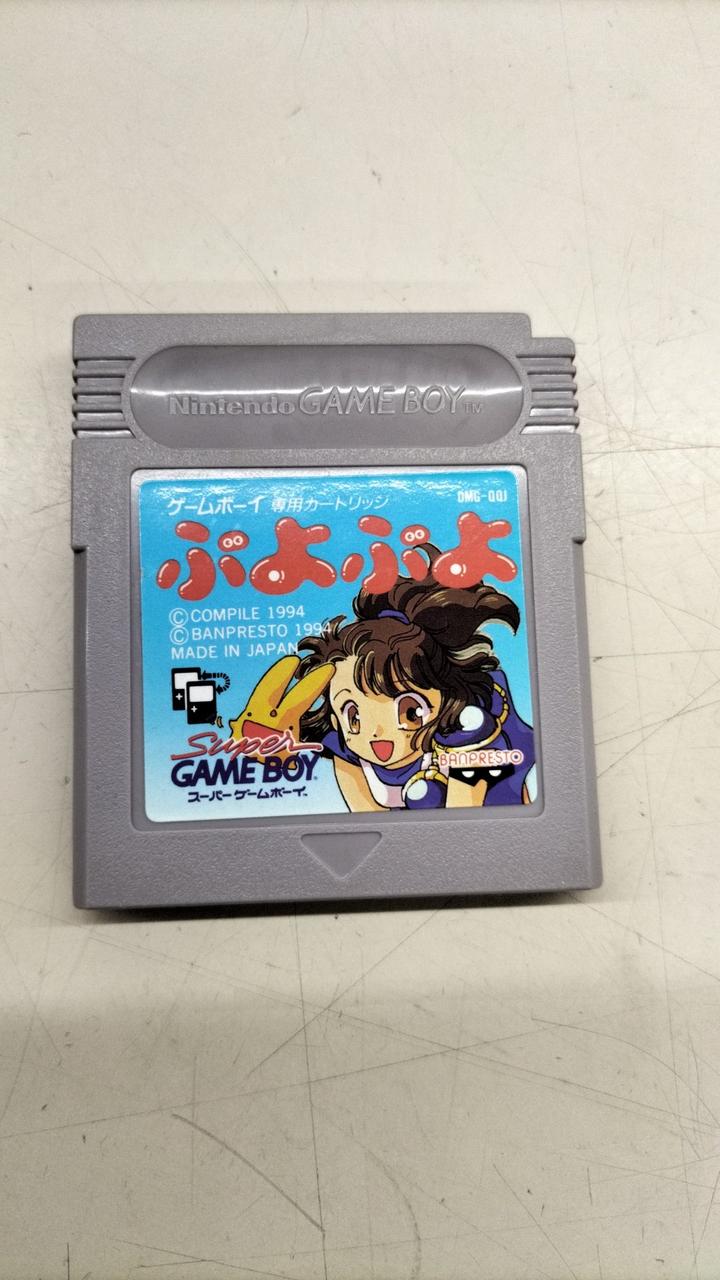 Nintendo GAME BOY TM
DMG-QQJ
ゲームボーイ 専用カートリッジ
ぷよぷよ
©COMPILE 1994
©BANPRESTO 1994
MADE IN JAPAN
Super
GAME BOY
スーパーゲームボーイ™
BANPRESTO